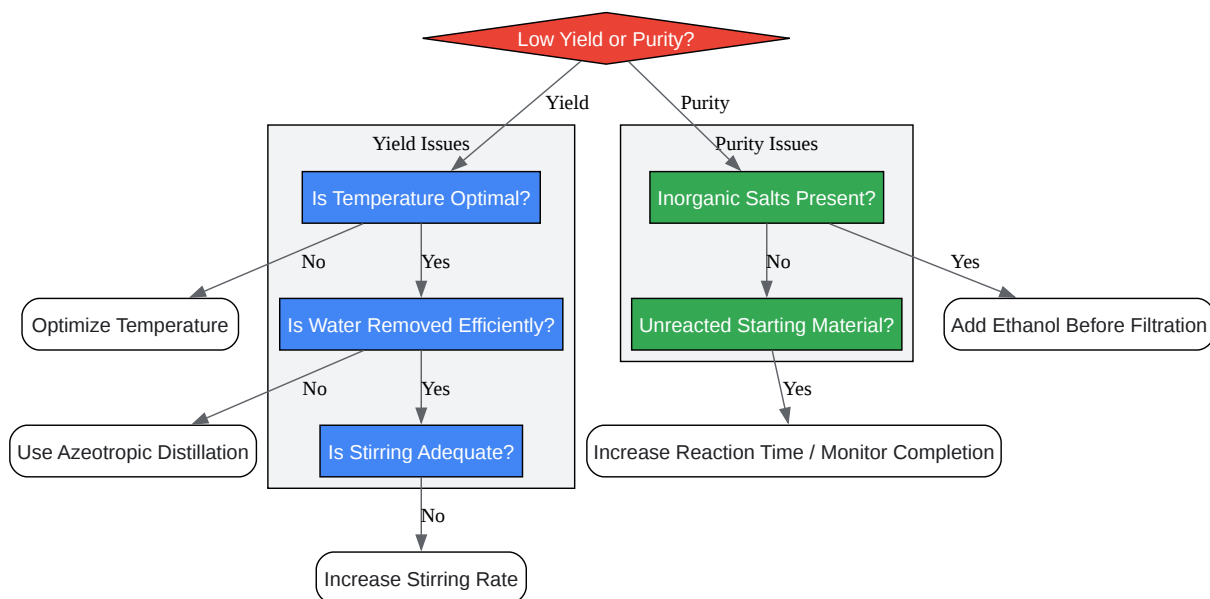 Low Yield or Purity?
Yield
Purity
Yield Issues
Purity Issues
Is Temperature Optimal?
Inorganic Salts Present?
No
Yes
No
Yes
Optimize Temperature
Is Water Removed Efficiently?
Unreacted Starting Material?
Add Ethanol Before Filtration
No
Yes
Yes
Use Azeotropic Distillation
Is Stirring Adequate?
Increase Reaction Time / Monitor Completion
No
Increase Stirring Rate